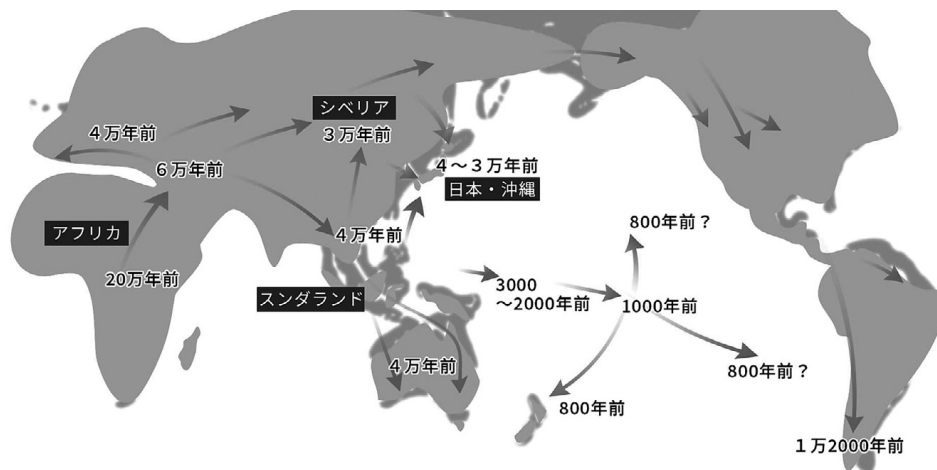 シベリア
4万年前
3万年前
6万年前
4～3万年前
日本・沖縄
アフリカ
4万年前
800年前？
20万年前
スンダランド
3000
～2000年前
1000年前
4万年前
800年前？
800年前
1万2000年前